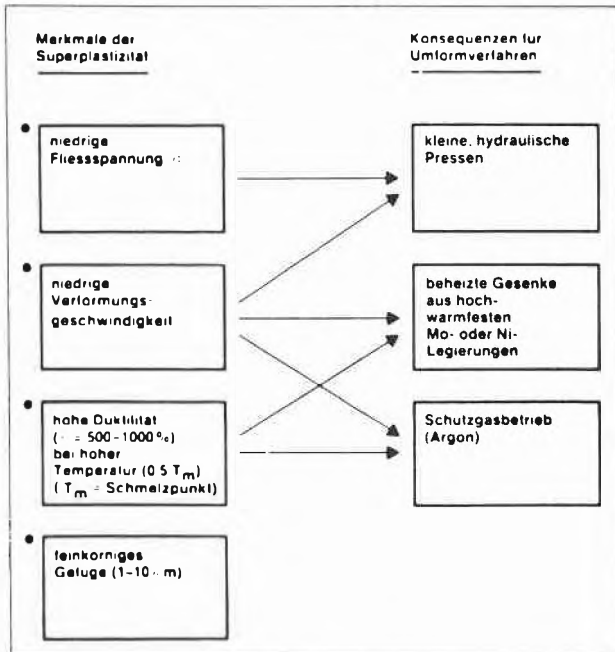 Merkmale der
Superplastizität
niedrige
Fliessspannung
niedrige
Verformungs-
geschwindigkeit
hohe Duktilität
( = 500-1000%)
bei hoher
Temperatur (0.5 Tm)
( Tm = Schmelzpunkt)
feinkörniges
Gefüge (1-10 m)
Konsequenzen für
Umformverfahren
kleine, hydraulische
Pressen
beheizte Gesenke
aus hoch-
warmfesten
Mo- oder Ni-
Legierungen
Schutzgasbetrieb
(Argon)